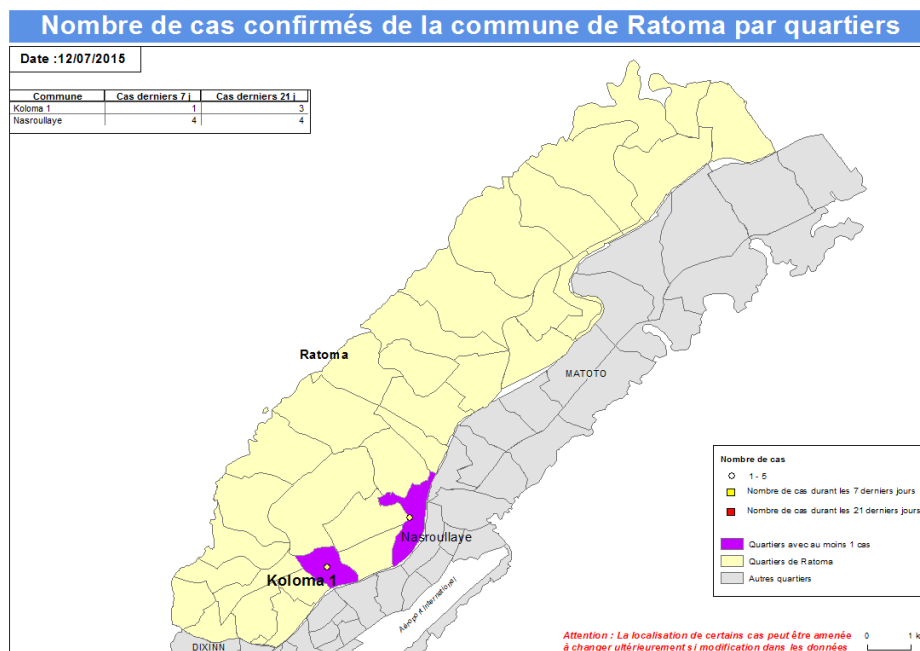 Nombre de cas confirmés de la commune de Ratoma par quartiers
Date :12/07/2015
Commune Cas derniers 7 j Cas derniers 21 j
Koloma 1 1 3
Nasroullaye 4 4
Ratoma
MATOTO
Nasroullaye
Koloma 1
Aéroport International
DIXINN
Nombre de cas
1 - 5
Nombre de cas durant les 7 derniers jours
Nombre de cas durant les 21 derniers jours
Quartiers avec au moins 1 cas
Quartiers de Ratoma
Autres quartiers
Attention : La localisation de certains cas peut être amenée
à changer ultérieurement si modification dans les données
0 1 k